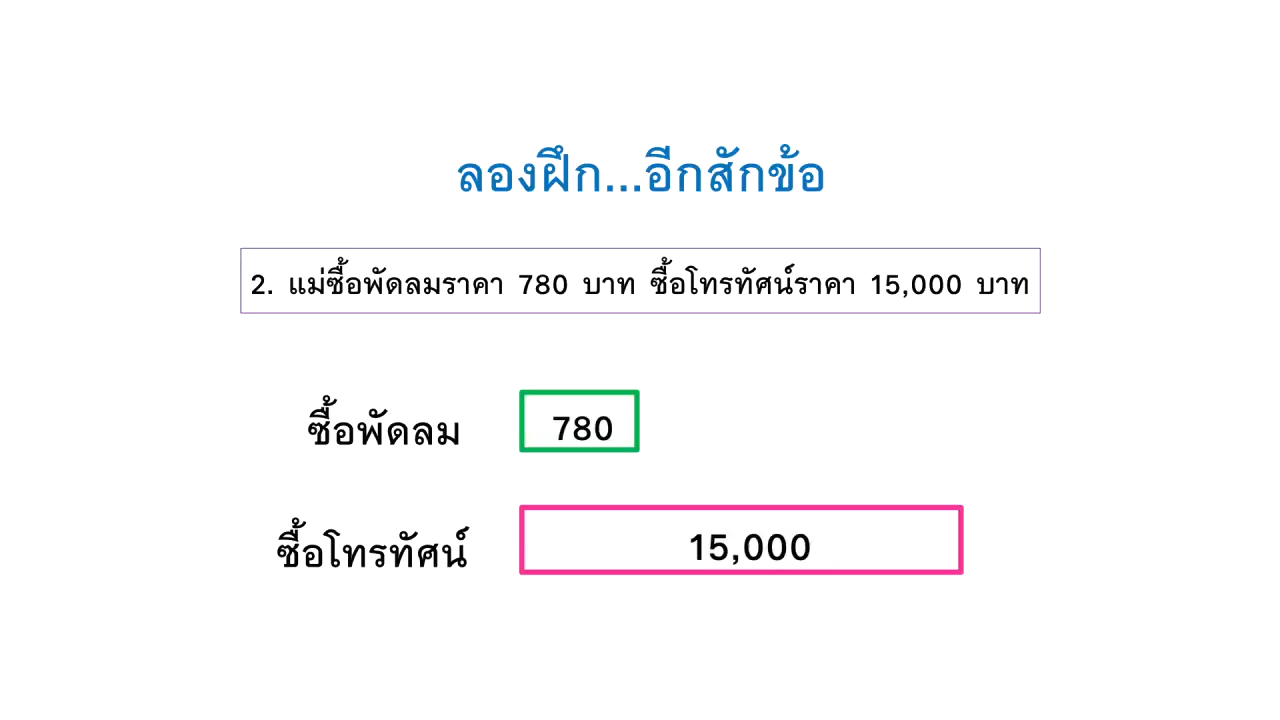 ลองฝึก...อีกสักข้อ
2. แม่ซื้อพัดลมราคา 780 บาท ซื้อโทรทัศน์ราคา 15,000 บาท
ซื้อพัดลม 780
ซื้อโทรทัศน์ 15,000